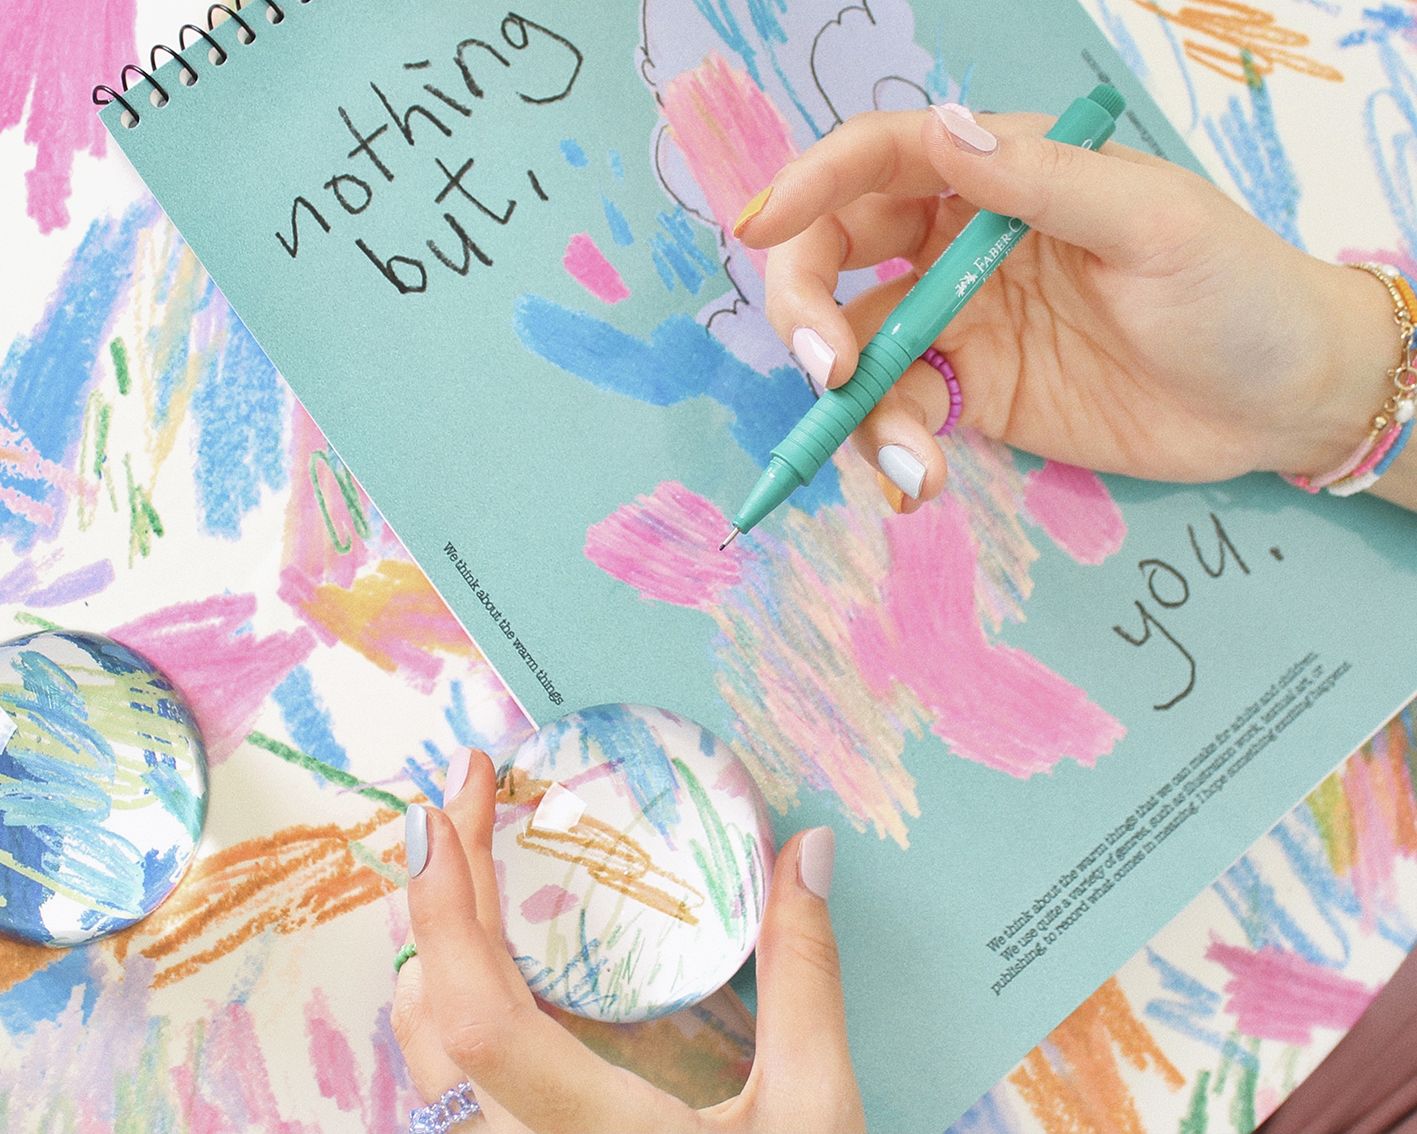 nothing
but,
you.
FABER-C
We think about the warm things
We think about the warm things that we can make for adults and children.
We use quite a variety of genres, such as illustration work, textural art, or
publishing, to record what comes in meaning. I hope something exciting happens